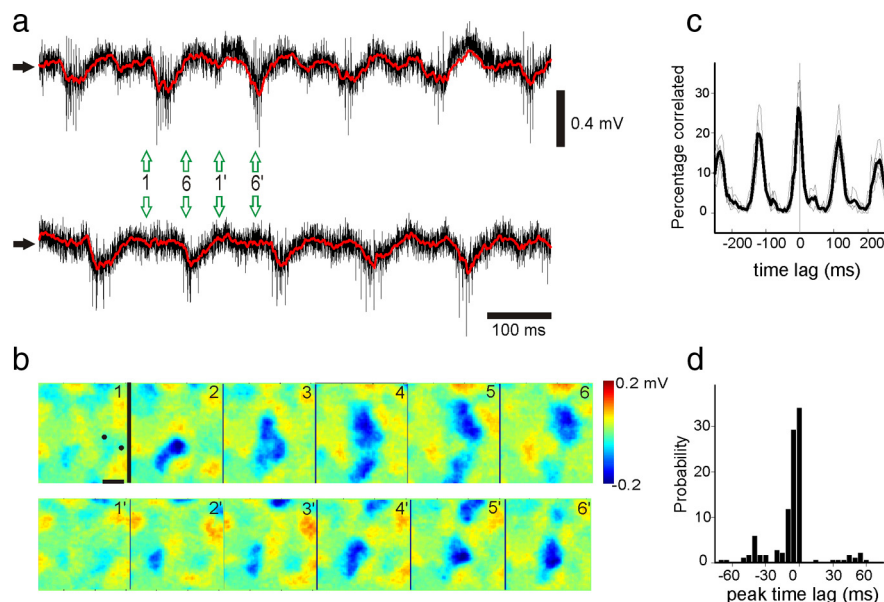 a
0.4 mV
1 6 1' 6'
100 ms
b
1 2 3 4 5 6
0.2 mV
-0.2
1' 2' 3' 4' 5' 6'
c
Percentage correlated
30
20
10
0
-200 -100 0 100 200
time lag (ms)
d
Probability
30
20
10
0
-60 -30 0 30 60
peak time lag (ms)